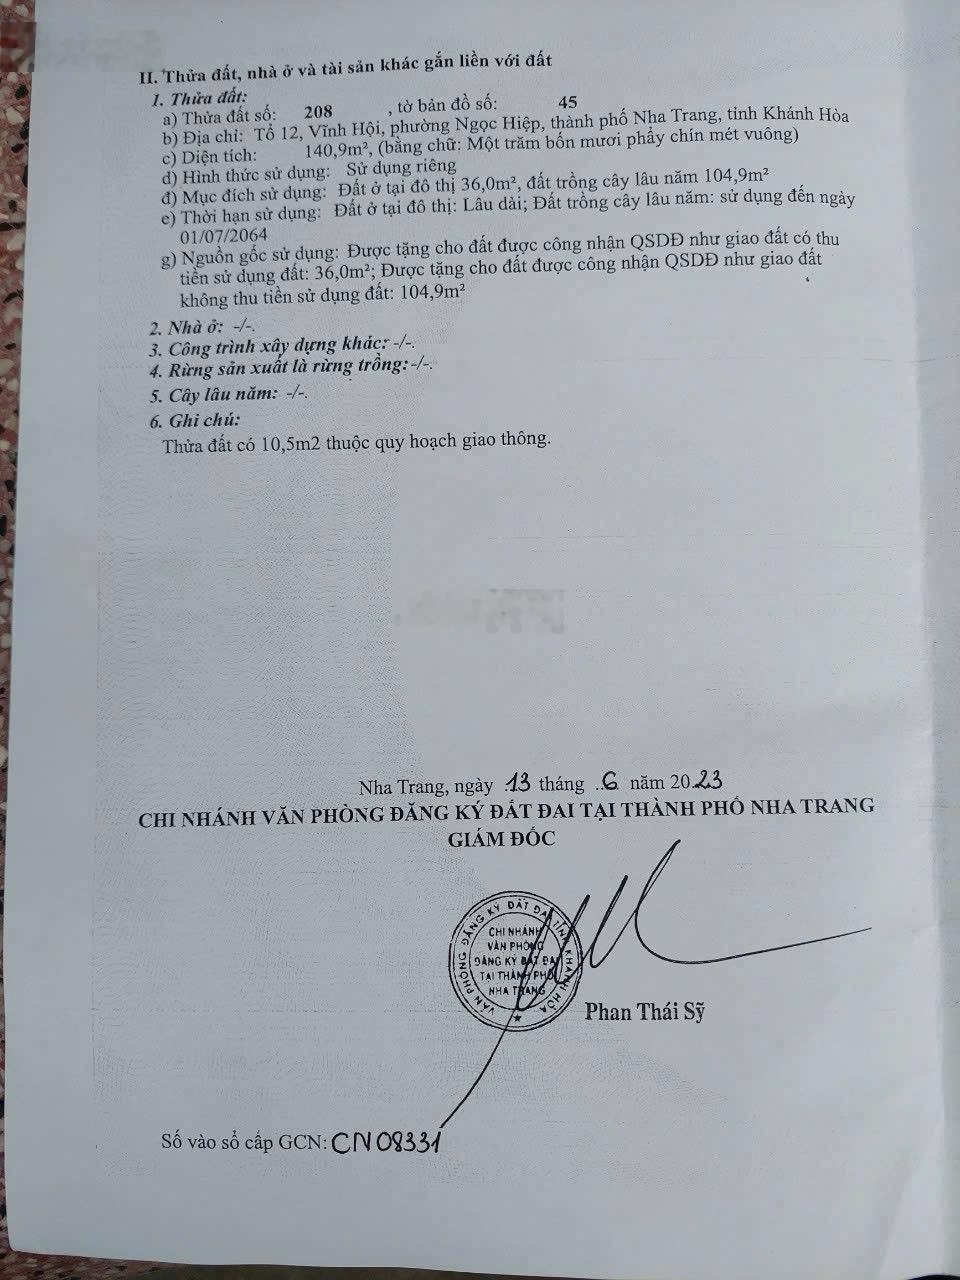 II. Thửa đất, nhà ở và tài sản khác gắn liền với đất
1. Thửa đất:
a) Thửa đất số: 208 , tờ bản đồ số: 45
b) Địa chỉ: Tổ 12, Vĩnh Hội, phường Ngọc Hiệp, thành phố Nha Trang, tỉnh Khánh Hòa
c) Diện tích: 140,9m², (bằng chữ: Một trăm bốn mươi phẩy chín mét vuông)
d) Hình thức sử dụng: Sử dụng riêng
đ) Mục đích sử dụng: Đất ở tại đô thị 36,0m², đất trồng cây lâu năm 104,9m²
e) Thời hạn sử dụng: Đất ở tại đô thị: Lâu dài; Đất trồng cây lâu năm: sử dụng đến ngày
01/07/2064
g) Nguồn gốc sử dụng: Được tặng cho đất được công nhận QSDĐ như giao đất có thu
tiền sử dụng đất: 36,0m²; Được tặng cho đất được công nhận QSDĐ như giao đất
không thu tiền sử dụng đất: 104,9m²
2. Nhà ở: -/-.
3. Công trình xây dựng khác: -/-.
4. Rừng sản xuất là rừng trồng: -/-.
5. Cây lâu năm: -/-.
6. Ghi chú:
Thửa đất có 10,5m2 thuộc quy hoạch giao thông.
Nha Trang, ngày .13 tháng .6 năm 2023
CHI NHÁNH VĂN PHÒNG ĐĂNG KÝ ĐẤT ĐAI TẠI THÀNH PHỐ NHA TRANG
GIÁM ĐỐC
VĂN PHÒNG ĐĂNG KÝ ĐẤT ĐAI TỈNH KHÁNH HÒA
CHI NHÁNH
VĂN PHÒNG
ĐĂNG KÝ ĐẤT ĐAI
TẠI THÀNH PHỐ
NHA TRANG
Phan Thái Sỹ
Số vào sổ cấp GCN: CN08331